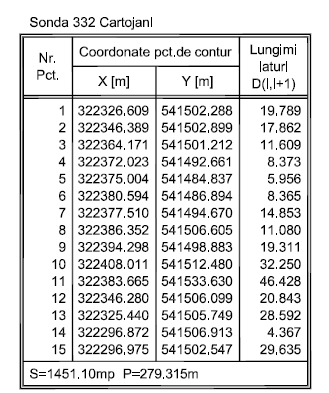 Sonda 332 Cartojani
Nr. Pct. Coordonate pct.de contur Lungimi laturi D(i,i+1)
X [m] Y [m]
1 322326.609 541502.288 19.789
2 322346.389 541502.899 17.862
3 322364.171 541501.212 11.609
4 322372.023 541492.661 8.373
5 322375.004 541484.837 5.956
6 322380.594 541486.894 8.365
7 322377.510 541494.670 14.853
8 322386.352 541506.605 11.080
9 322394.298 541498.883 19.311
10 322408.011 541512.480 32.250
11 322383.665 541533.630 46.428
12 322346.280 541506.099 20.843
13 322325.440 541505.749 28.592
14 322296.872 541506.913 4.367
15 322296.975 541502.547 29.635
S=1451.10mp P=279.315m